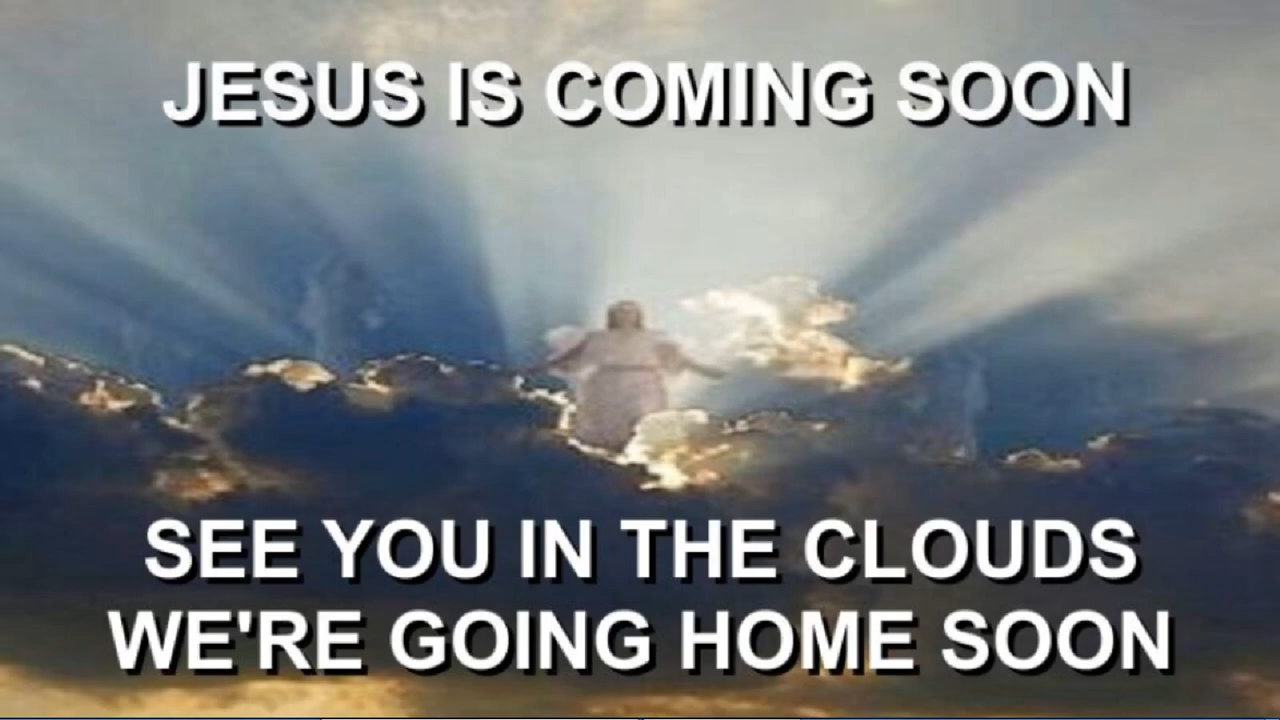 JESUS IS COMING SOON
SEE YOU IN THE CLOUDS
WE'RE GOING HOME SOON